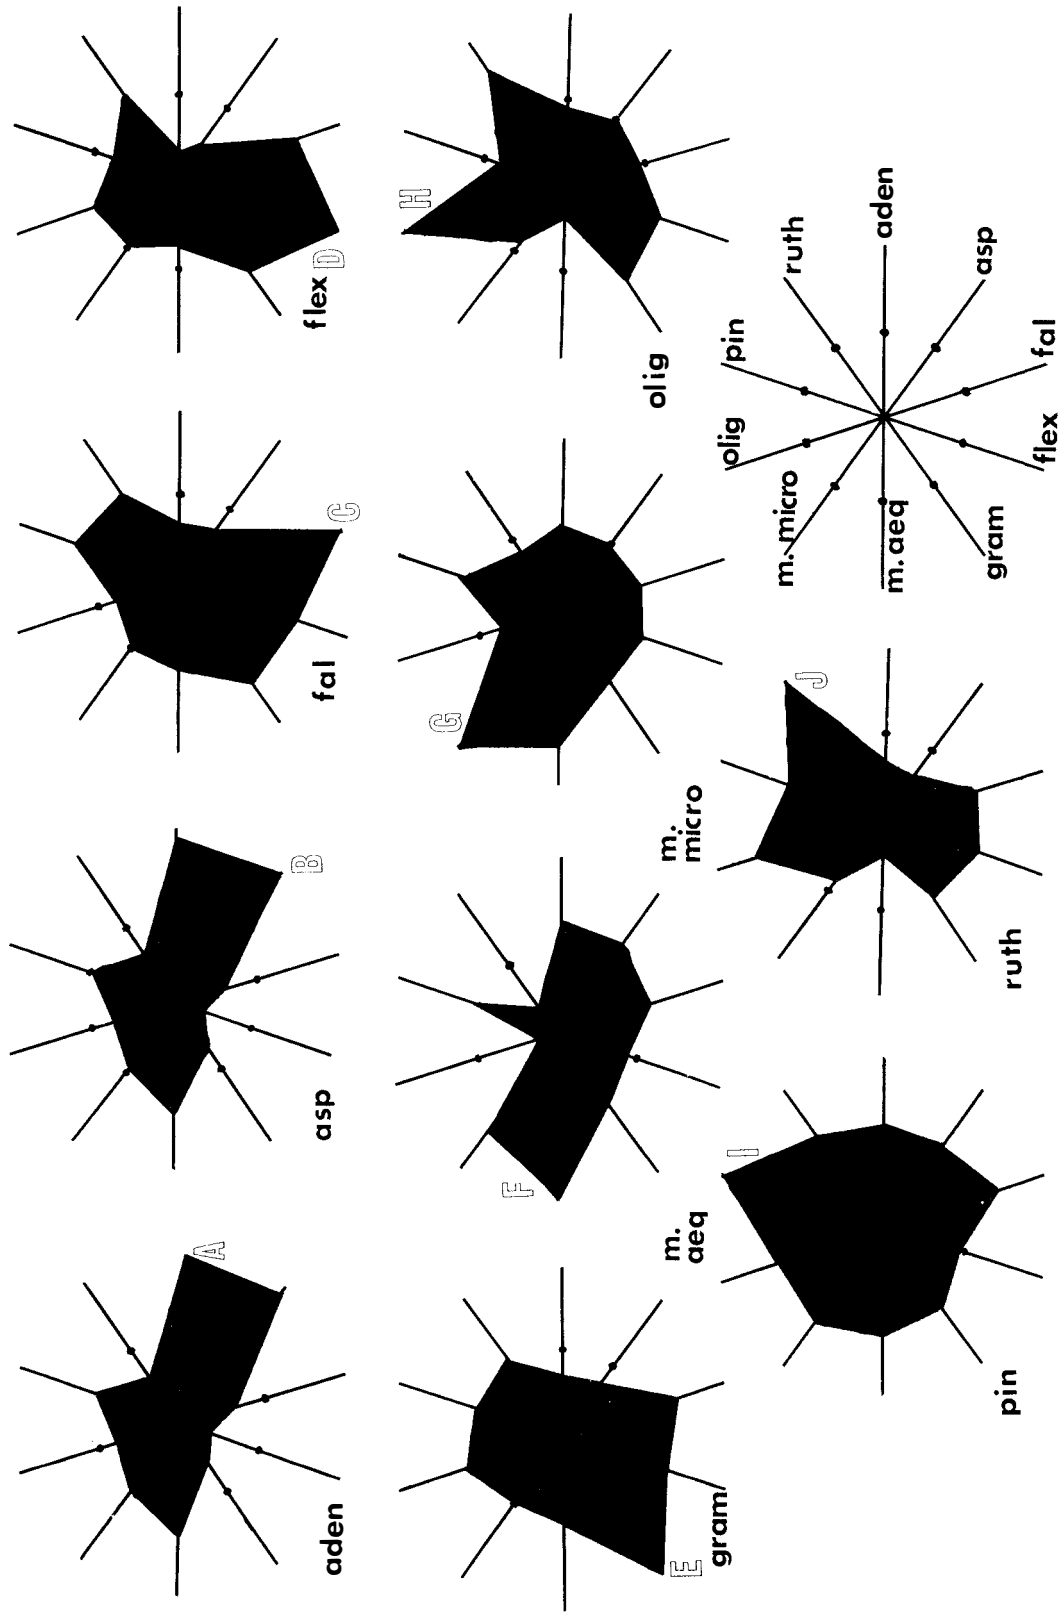 A
aden
B
asp
C
fal
D
flex
E
gram
F
m.
aeq
G
m.
micro
H
olig
I
pin
J
ruth
olig
pin
ruth
m. micro
aden
m. aeq
asp
gram
fal
flex